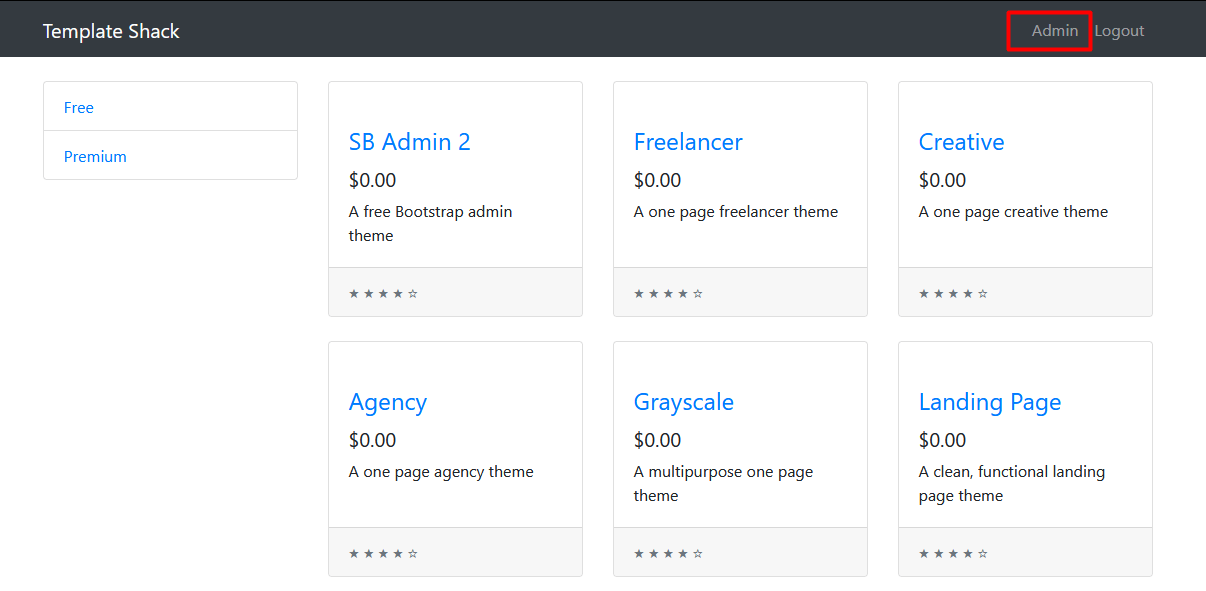 Template Shack
Admin Logout
Free
Premium
SB Admin 2
$0.00
A free Bootstrap admin
theme
★ ★ ★ ★ ☆
Freelancer
$0.00
A one page freelancer theme
★ ★ ★ ★ ☆
Creative
$0.00
A one page creative theme
★ ★ ★ ★ ☆
Agency
$0.00
A one page agency theme
★ ★ ★ ★ ☆
Grayscale
$0.00
A multipurpose one page
theme
★ ★ ★ ★ ☆
Landing Page
$0.00
A clean, functional landing
page theme
★ ★ ★ ★ ☆